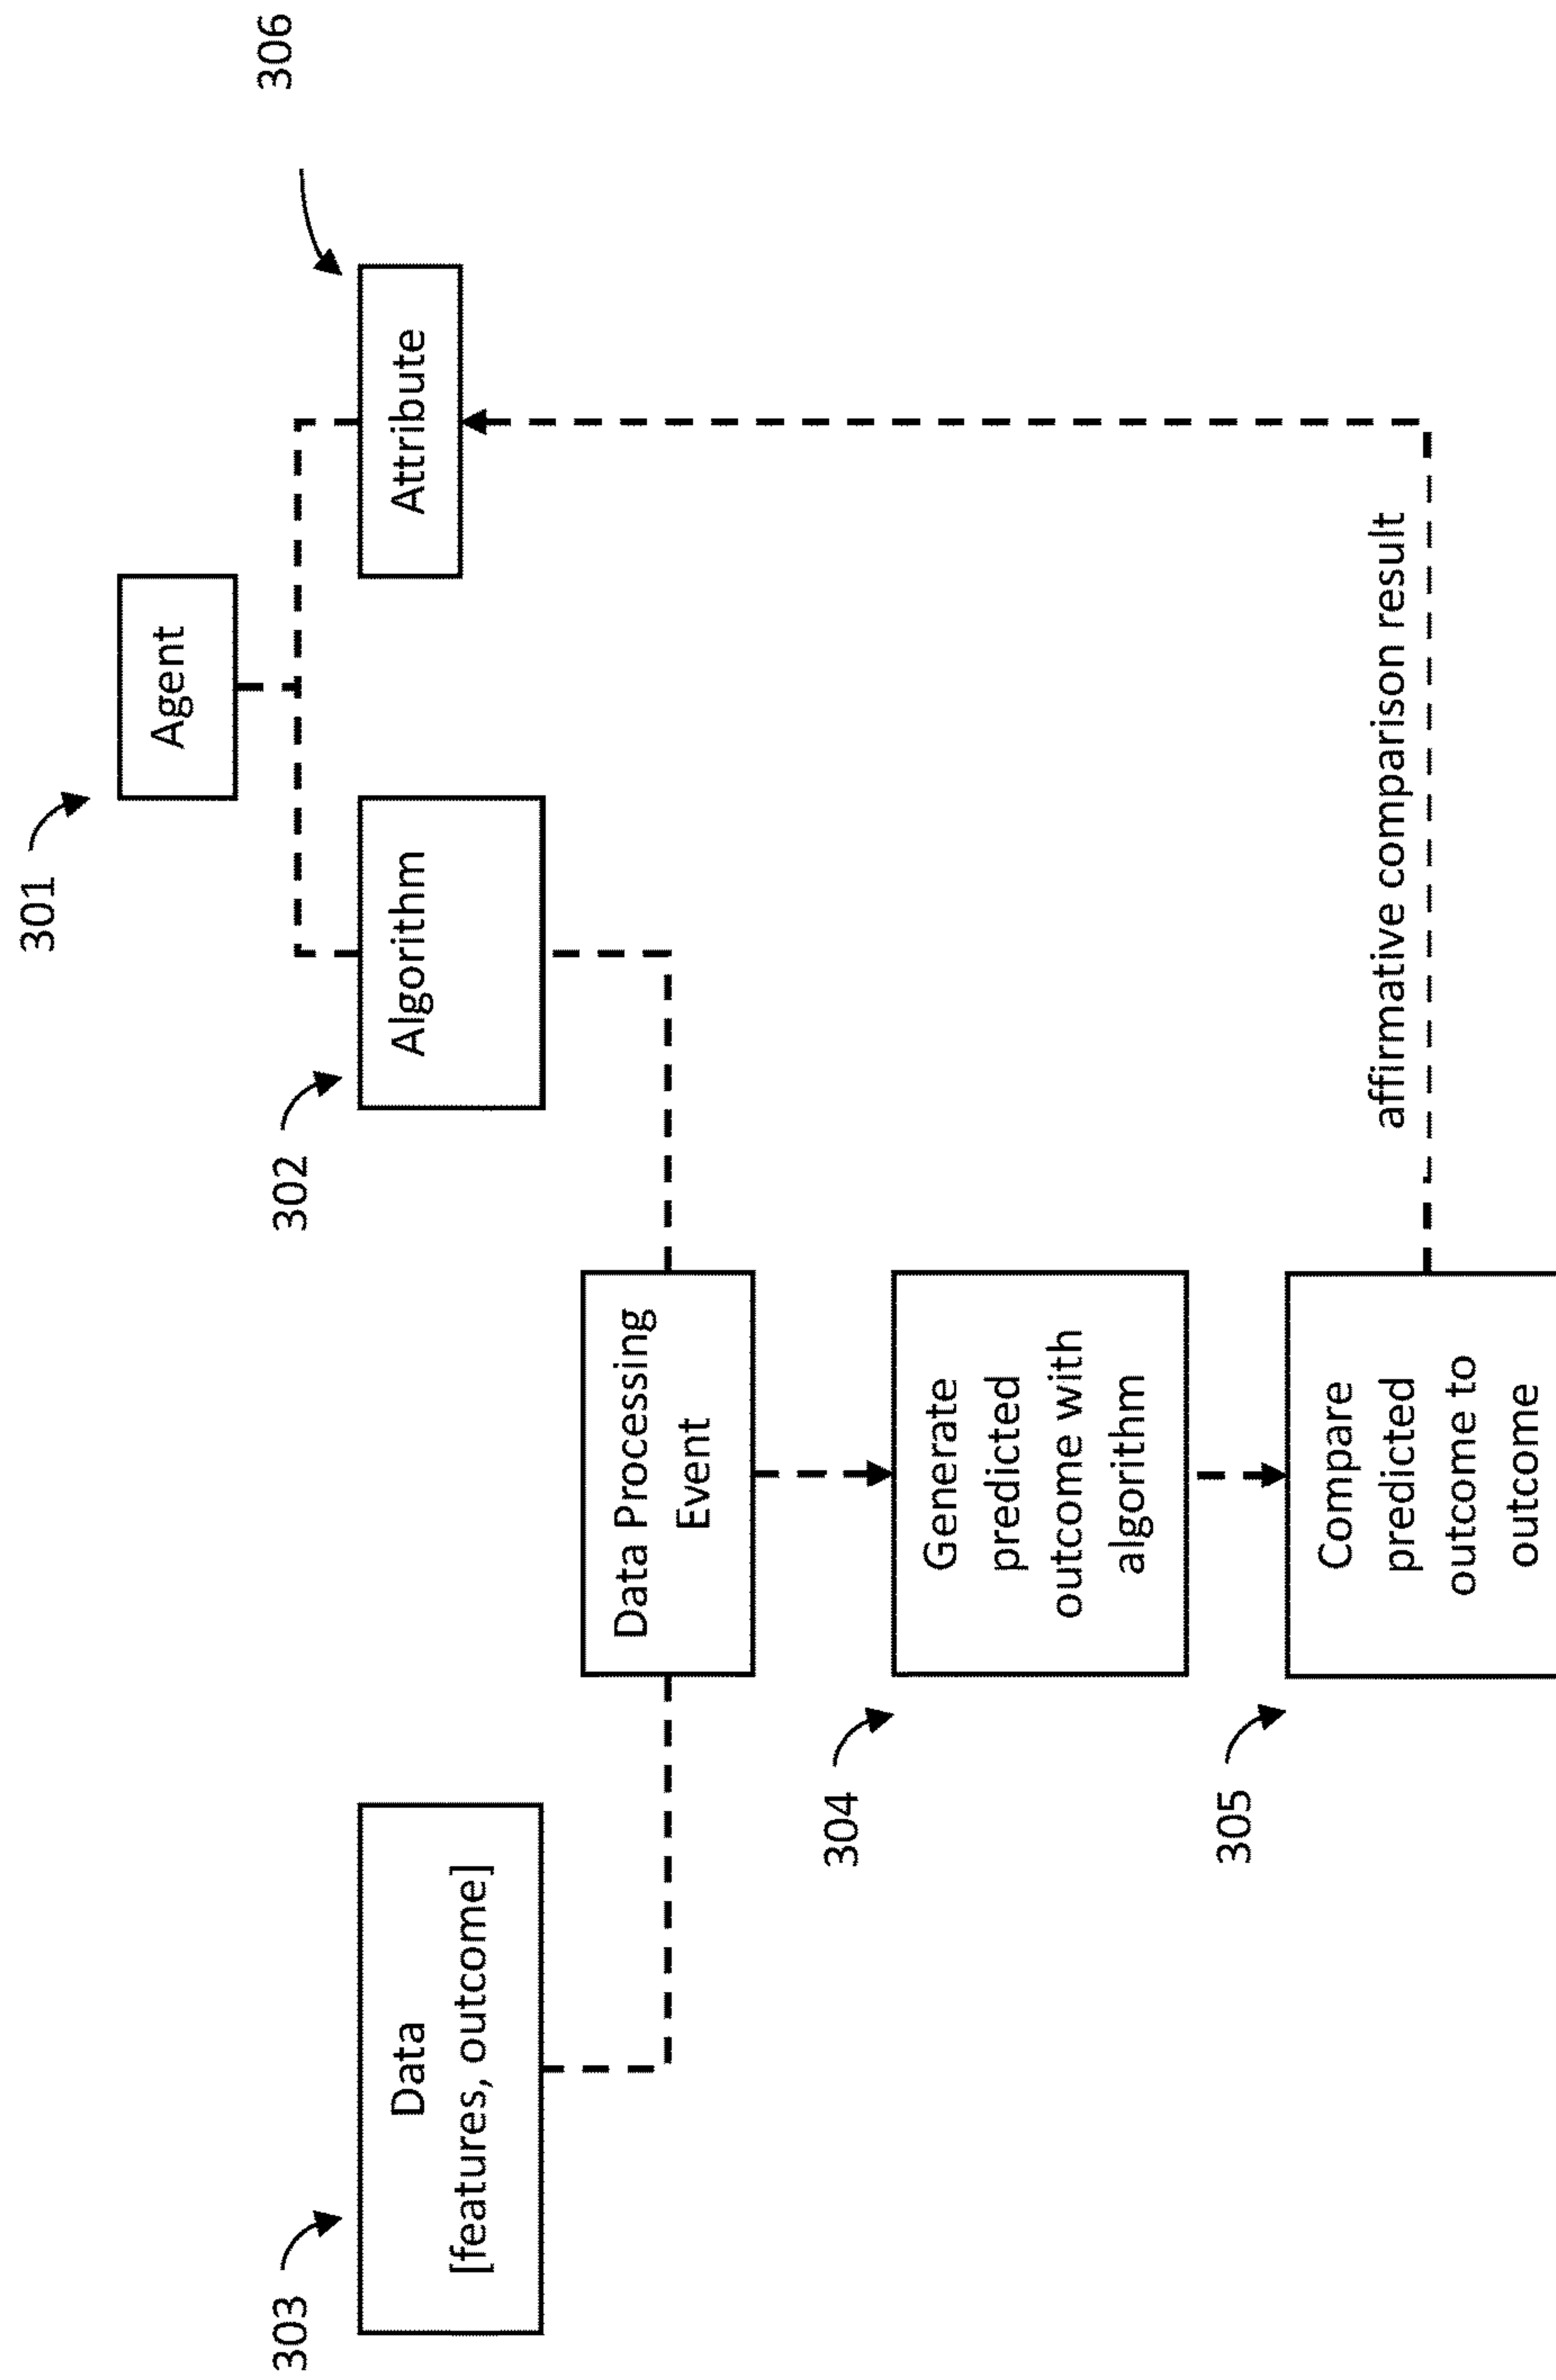 301
Agent
302
Algorithm
306
Attribute
303
Data
[features, outcome]
Data Processing
Event
304
Generate
predicted
outcome with
algorithm
305
Compare
predicted
outcome to
outcome
affirmative comparison result